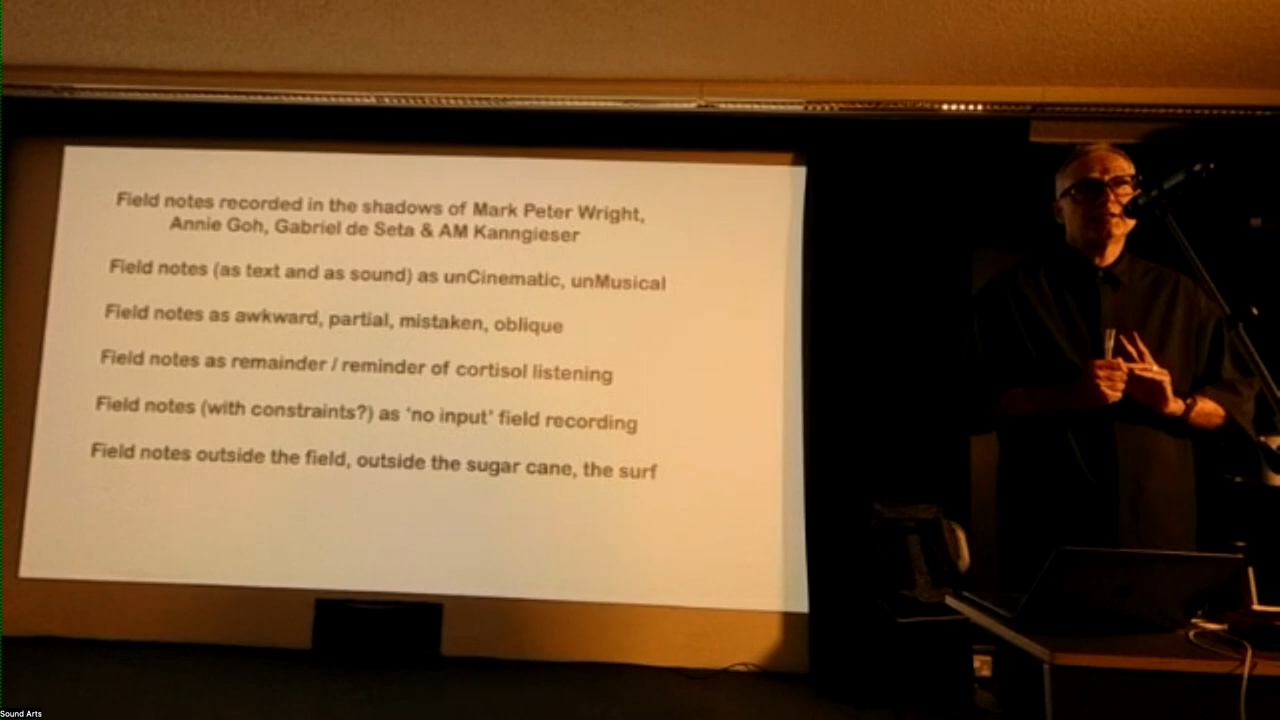 Field notes recorded in the shadows of Mark Peter Wright,
Annie Goh, Gabriel de Seta & AM Kanngieser
Field notes (as text and as sound) as unCinematic, unMusical
Field notes as awkward, partial, mistaken, oblique
Field notes as remainder / reminder of cortisol listening
Field notes (with constraints?) as ‘no input’ field recording
Field notes outside the field, outside the sugar cane, the surf
Sound Arts